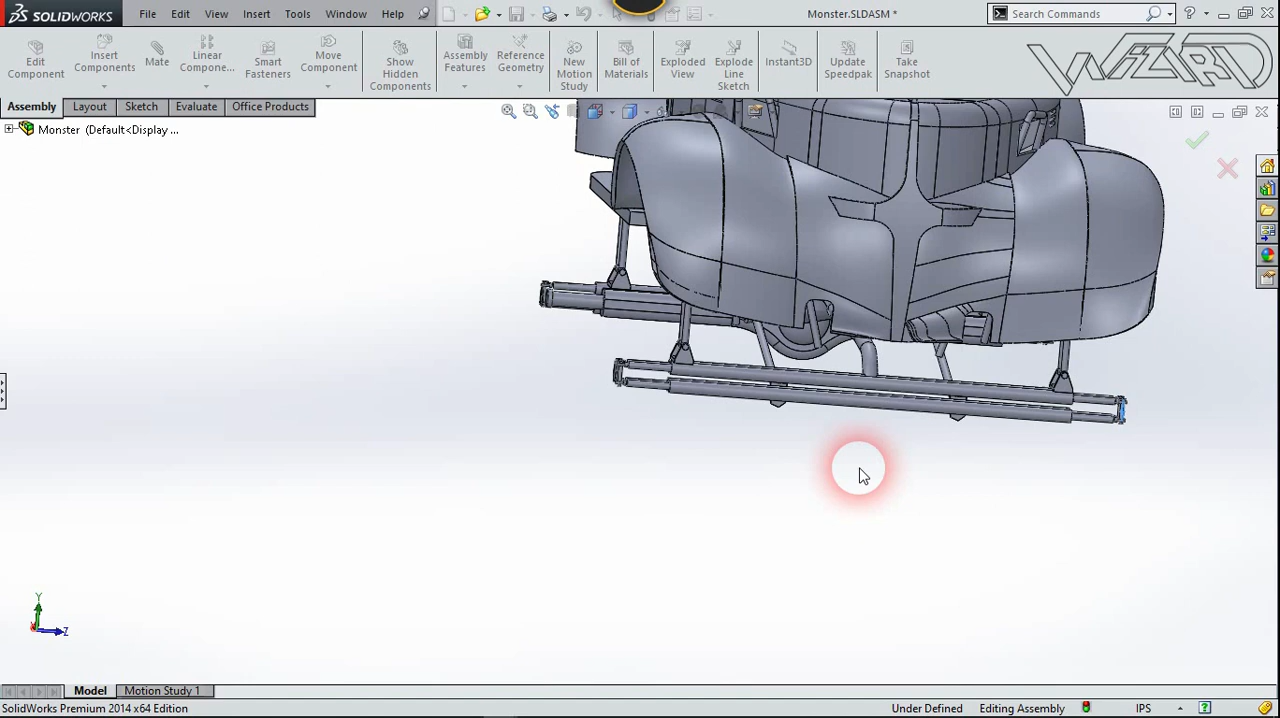 SOLIDWORKS File Edit View Insert Tools Window Help Monster.SLDASM * Search Commands
Edit Component
Insert Components
Mate
Linear Compone...
Smart Fasteners
Move Component
Show Hidden Components
Assembly Features
Reference Geometry
New Motion Study
Bill of Materials
Exploded View
Explode Line Sketch
Instant3D
Update Speedpak
Take Snapshot
WIZARD
Assembly Layout Sketch Evaluate Office Products
Monster (Default<Display ...
Y
Z
Model Motion Study 1
SolidWorks Premium 2014 x64 Edition Under Defined Editing Assembly IPS